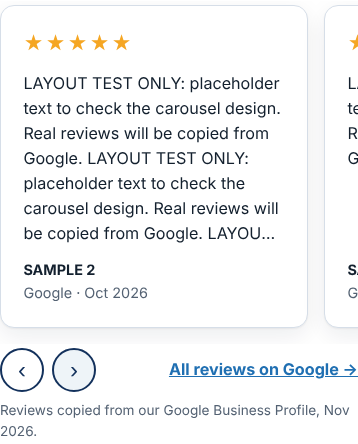 ★★★★★
LAYOUT TEST ONLY: placeholder
text to check the carousel design.
Real reviews will be copied from
Google. LAYOUT TEST ONLY:
placeholder text to check the
carousel design. Real reviews will
be copied from Google. LAYOU...
SAMPLE 2
Google · Oct 2026
‹ ›
All reviews on Google →
Reviews copied from our Google Business Profile, Nov
2026.